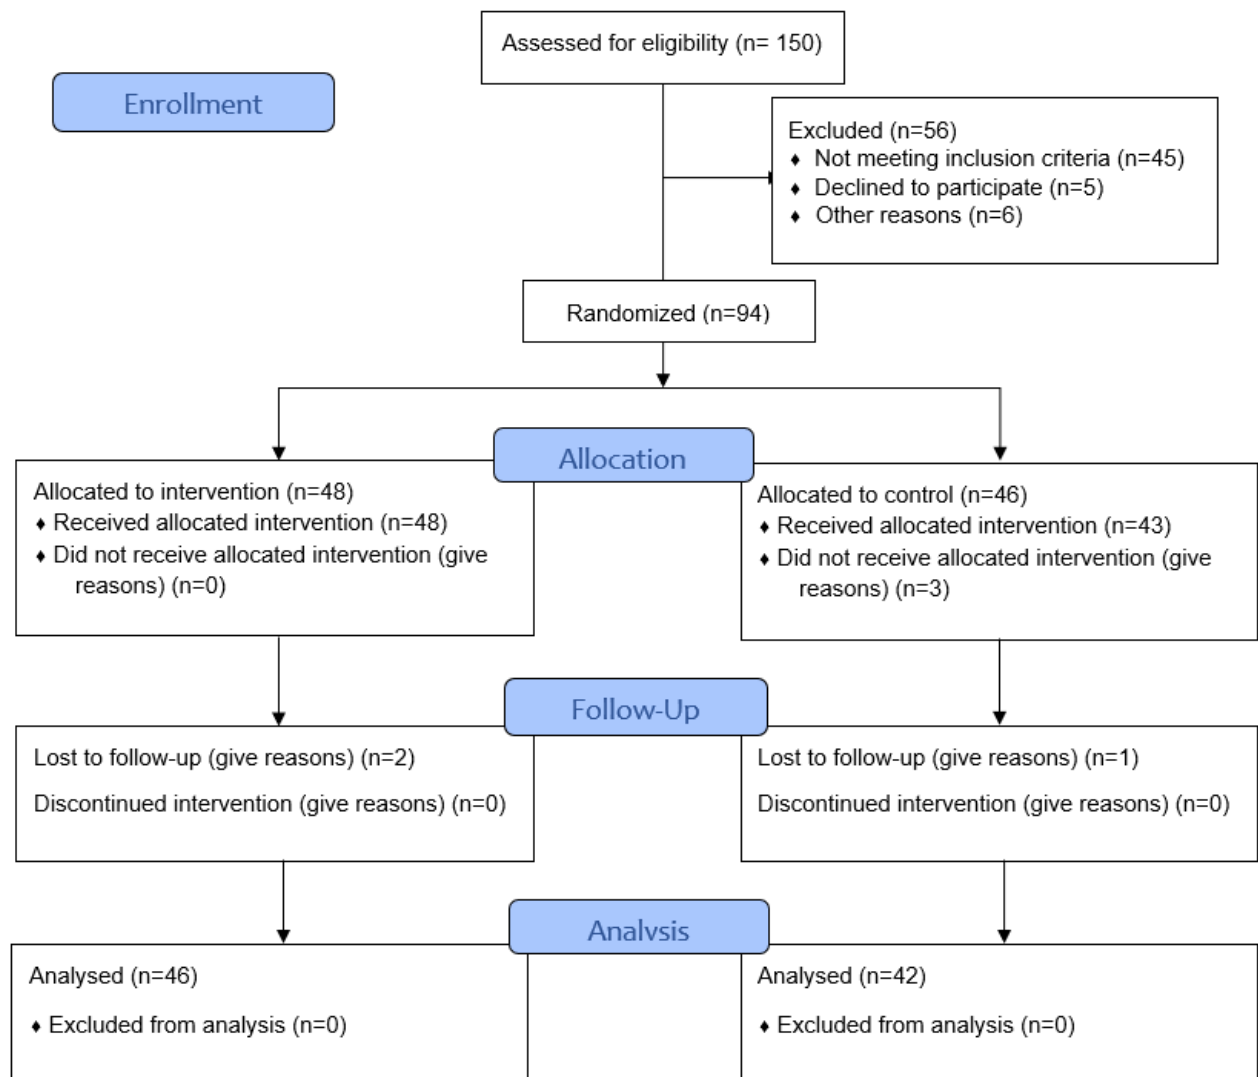 Assessed for eligibility (n= 150)
Enrollment
Excluded (n=56)
♦ Not meeting inclusion criteria (n=45)
♦ Declined to participate (n=5)
♦ Other reasons (n=6)
Randomized (n=94)
Allocation
Allocated to intervention (n=48)
♦ Received allocated intervention (n=48)
♦ Did not receive allocated intervention (give
reasons) (n=0)
Allocated to control (n=46)
♦ Received allocated intervention (n=43)
♦ Did not receive allocated intervention (give
reasons) (n=3)
Follow-Up
Lost to follow-up (give reasons) (n=2)
Discontinued intervention (give reasons) (n=0)
Lost to follow-up (give reasons) (n=1)
Discontinued intervention (give reasons) (n=0)
Analysis
Analysed (n=46)
♦ Excluded from analysis (n=0)
Analysed (n=42)
♦ Excluded from analysis (n=0)